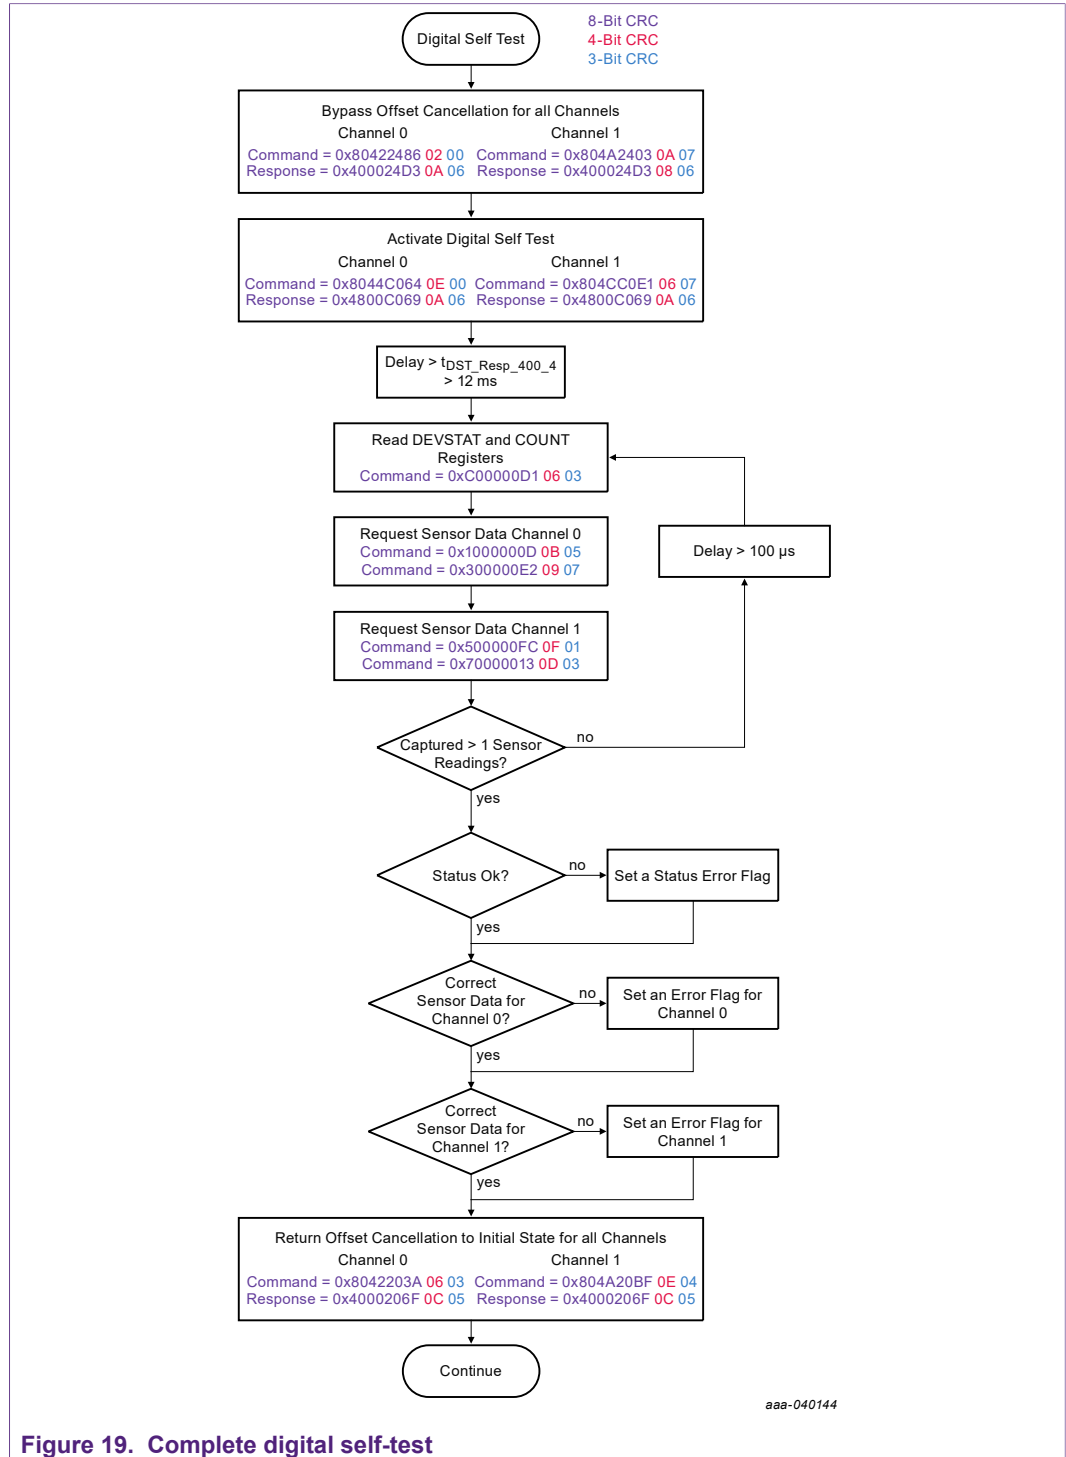 Digital Self Test
8-Bit CRC
4-Bit CRC
3-Bit CRC
Bypass Offset Cancellation for all Channels
Channel 0
Channel 1
Command = 0x80422486 02 00
Command = 0x804A2403 0A 07
Response = 0x400024D3 0A 06
Response = 0x400024D3 08 06
Activate Digital Self Test
Channel 0
Channel 1
Command = 0x8044C064 0E 00
Command = 0x804CC0E1 06 07
Response = 0x4800C069 0A 06
Response = 0x4800C069 0A 06
Delay > tDST_Resp_400_4
> 12 ms
Read DEVSTAT and COUNT
Registers
Command = 0xC00000D1 06 03
Request Sensor Data Channel 0
Command = 0x1000000D 0B 05
Command = 0x300000E2 09 07
Delay > 100 µs
Request Sensor Data Channel 1
Command = 0x500000FC 0F 01
Command = 0x70000013 0D 03
Captured > 1 Sensor
Readings?
no
yes
Status Ok?
no
Set a Status Error Flag
yes
Correct
Sensor Data for
Channel 0?
no
Set an Error Flag for
Channel 0
yes
Correct
Sensor Data for
Channel 1?
no
Set an Error Flag for
Channel 1
yes
Return Offset Cancellation to Initial State for all Channels
Channel 0
Channel 1
Command = 0x8042203A 06 03
Command = 0x804A20BF 0E 04
Response = 0x4000206F 0C 05
Response = 0x4000206F 0C 05
Continue
aaa-040144
Figure 19. Complete digital self-test